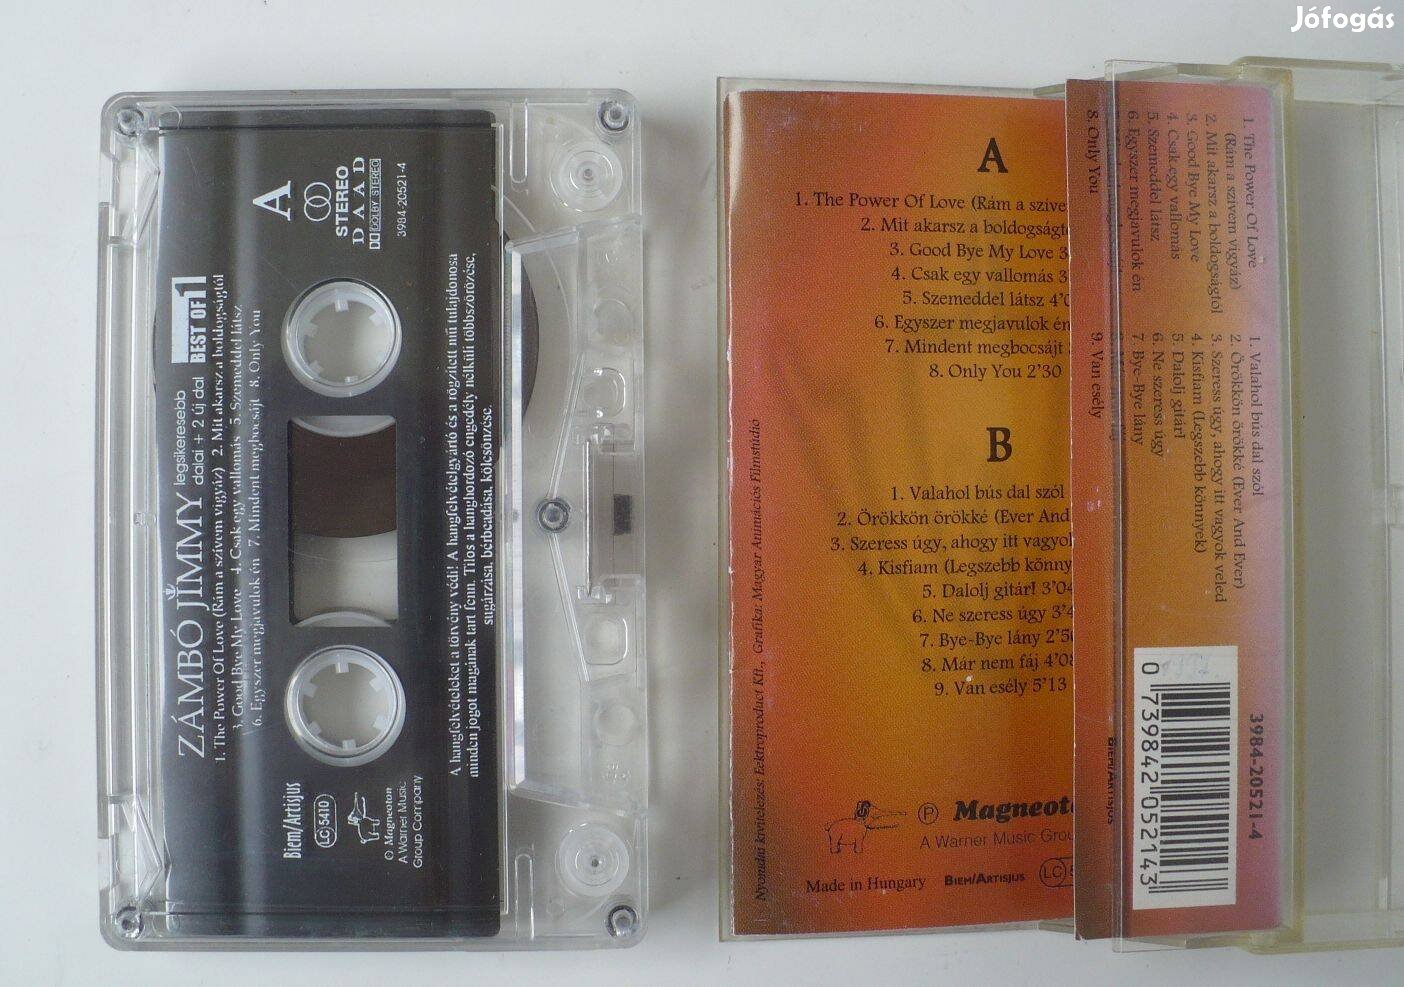 Jófogás
ZÁMBÓ JIMMY legsikeresebb
dalai + 2 új dal
BEST OF 1
1. The Power Of Love (Rám a szívem vigyáz) 2. Mit akarsz a boldogságtól
3. Good Bye My Love 4. Csak egy vallomás 5. Szemeddel látsz
6. Egyszer megjavulok én 7. Mindent megbocsájt 8. Only You
A
STEREO
DAAD
DOLBY STEREO
3984-20521-4
Biem/Artisjus
LC 5410
© Magneoton
A Warner Music
Group Company
A hangfelvételeket a törvény védi! A hangfelvételgyártó és a rögzített mű tulajdonosa
minden jogot magának tart fenn. Tilos a hanghordozó engedély nélküli többszörözése,
sugárzása, bérbeadása, kölcsönzése.
A
1. The Power Of Love (Rám a szíve
2. Mit akarsz a boldogságt
3. Good Bye My Love 3
4. Csak egy vallomás 3
5. Szemeddel látsz 4'0
6. Egyszer megjavulok én
7. Mindent megbocsájt
8. Only You 2'30
B
1. Valahol bús dal szól
2. Örökkön örökké (Ever And
3. Szeress úgy, ahogy itt vagyo
4. Kisfiam (Legszebb könny
5. Dalolj gitár! 3'04
6. Ne szeress úgy 3'4
7. Bye-Bye lány 2'5
8. Már nem fáj 4'08
9. Van esély 5'13
Ⓟ Magneot
A Warner Music Grou
Made in Hungary
BIEM/ARTISJUS
LC
Nyomdai kivitelezés: Eektroproduct Kft., Grafika: Magyar Animációs Filmstúdió
1. The Power Of Love
(Rám a szívem vigyáz)
2. Mit akarsz a boldogságtól
3. Good Bye My Love
4. Csak egy vallomás
5. Szemeddel látsz
6. Egyszer megjavulok én
8. Only You
1. Valahol bús dal szól
2. Örökkön örökké (Ever And Ever)
3. Szeress úgy, ahogy itt vagyok veled
4. Kisfiam (Legszebb könnyek)
5. Dalolj gitár!
6. Ne szeress úgy
7. Bye-Bye lány
9. Van esély
3984-20521-4
0 739842 052143
BIEM/ARTISJUS